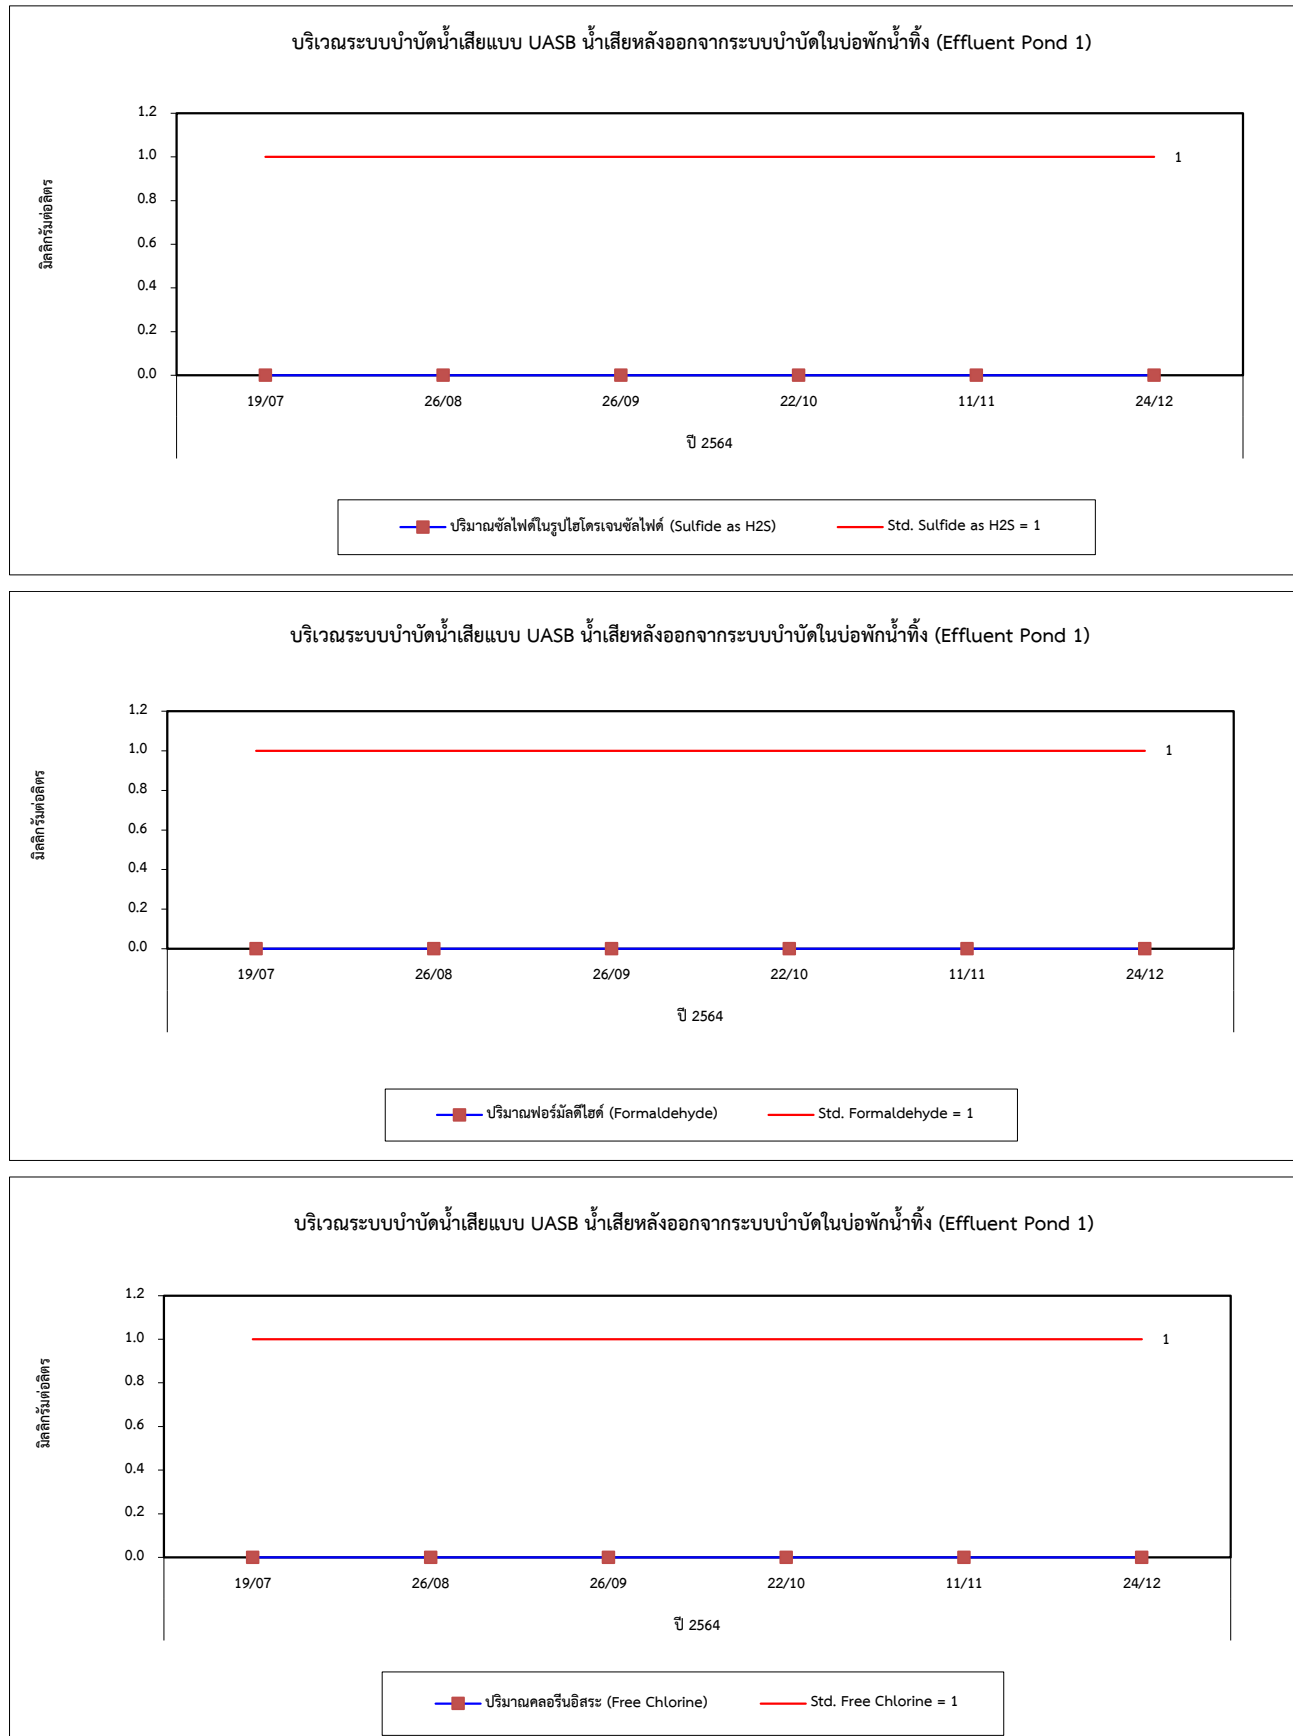 บริเวณระบบบำบัดน้ำเสียแบบ UASB น้ำเสียหลังออกจากระบบบำบัดในบ่อพักน้ำทิ้ง (Effluent Pond 1)
มิลลิกรัมต่อลิตร
1.2
1.0
0.8
0.6
0.4
0.2
0.0
1
19/07 26/08 26/09 22/10 11/11 24/12
ปี 2564
ปริมาณซัลไฟด์ในรูปไฮโดรเจนซัลไฟด์ (Sulfide as H2S) Std. Sulfide as H2S = 1
บริเวณระบบบำบัดน้ำเสียแบบ UASB น้ำเสียหลังออกจากระบบบำบัดในบ่อพักน้ำทิ้ง (Effluent Pond 1)
มิลลิกรัมต่อลิตร
1.2
1.0
0.8
0.6
0.4
0.2
0.0
1
19/07 26/08 26/09 22/10 11/11 24/12
ปี 2564
ปริมาณฟอร์มัลดีไฮด์ (Formaldehyde) Std. Formaldehyde = 1
บริเวณระบบบำบัดน้ำเสียแบบ UASB น้ำเสียหลังออกจากระบบบำบัดในบ่อพักน้ำทิ้ง (Effluent Pond 1)
มิลลิกรัมต่อลิตร
1.2
1.0
0.8
0.6
0.4
0.2
0.0
1
19/07 26/08 26/09 22/10 11/11 24/12
ปี 2564
ปริมาณคลอรีนอิสระ (Free Chlorine) Std. Free Chlorine = 1